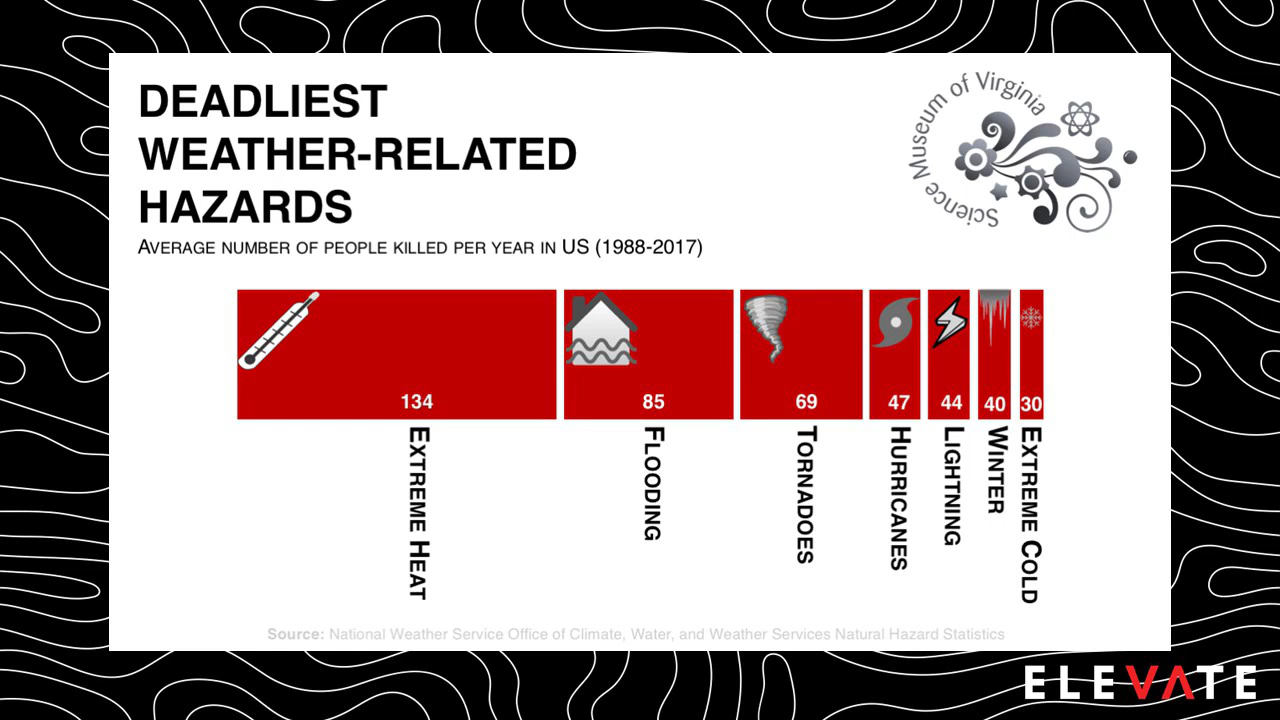 DEADLIEST
WEATHER-RELATED
HAZARDS
AVERAGE NUMBER OF PEOPLE KILLED PER YEAR IN US (1988-2017)
Science Museum of Virginia
134
85
69
47
44
40
30
EXTREME HEAT
FLOODING
TORNADOES
HURRICANES
LIGHTNING
WINTER
EXTREME COLD
Source: National Weather Service Office of Climate, Water, and Weather Services Natural Hazard Statistics
ELEVATE